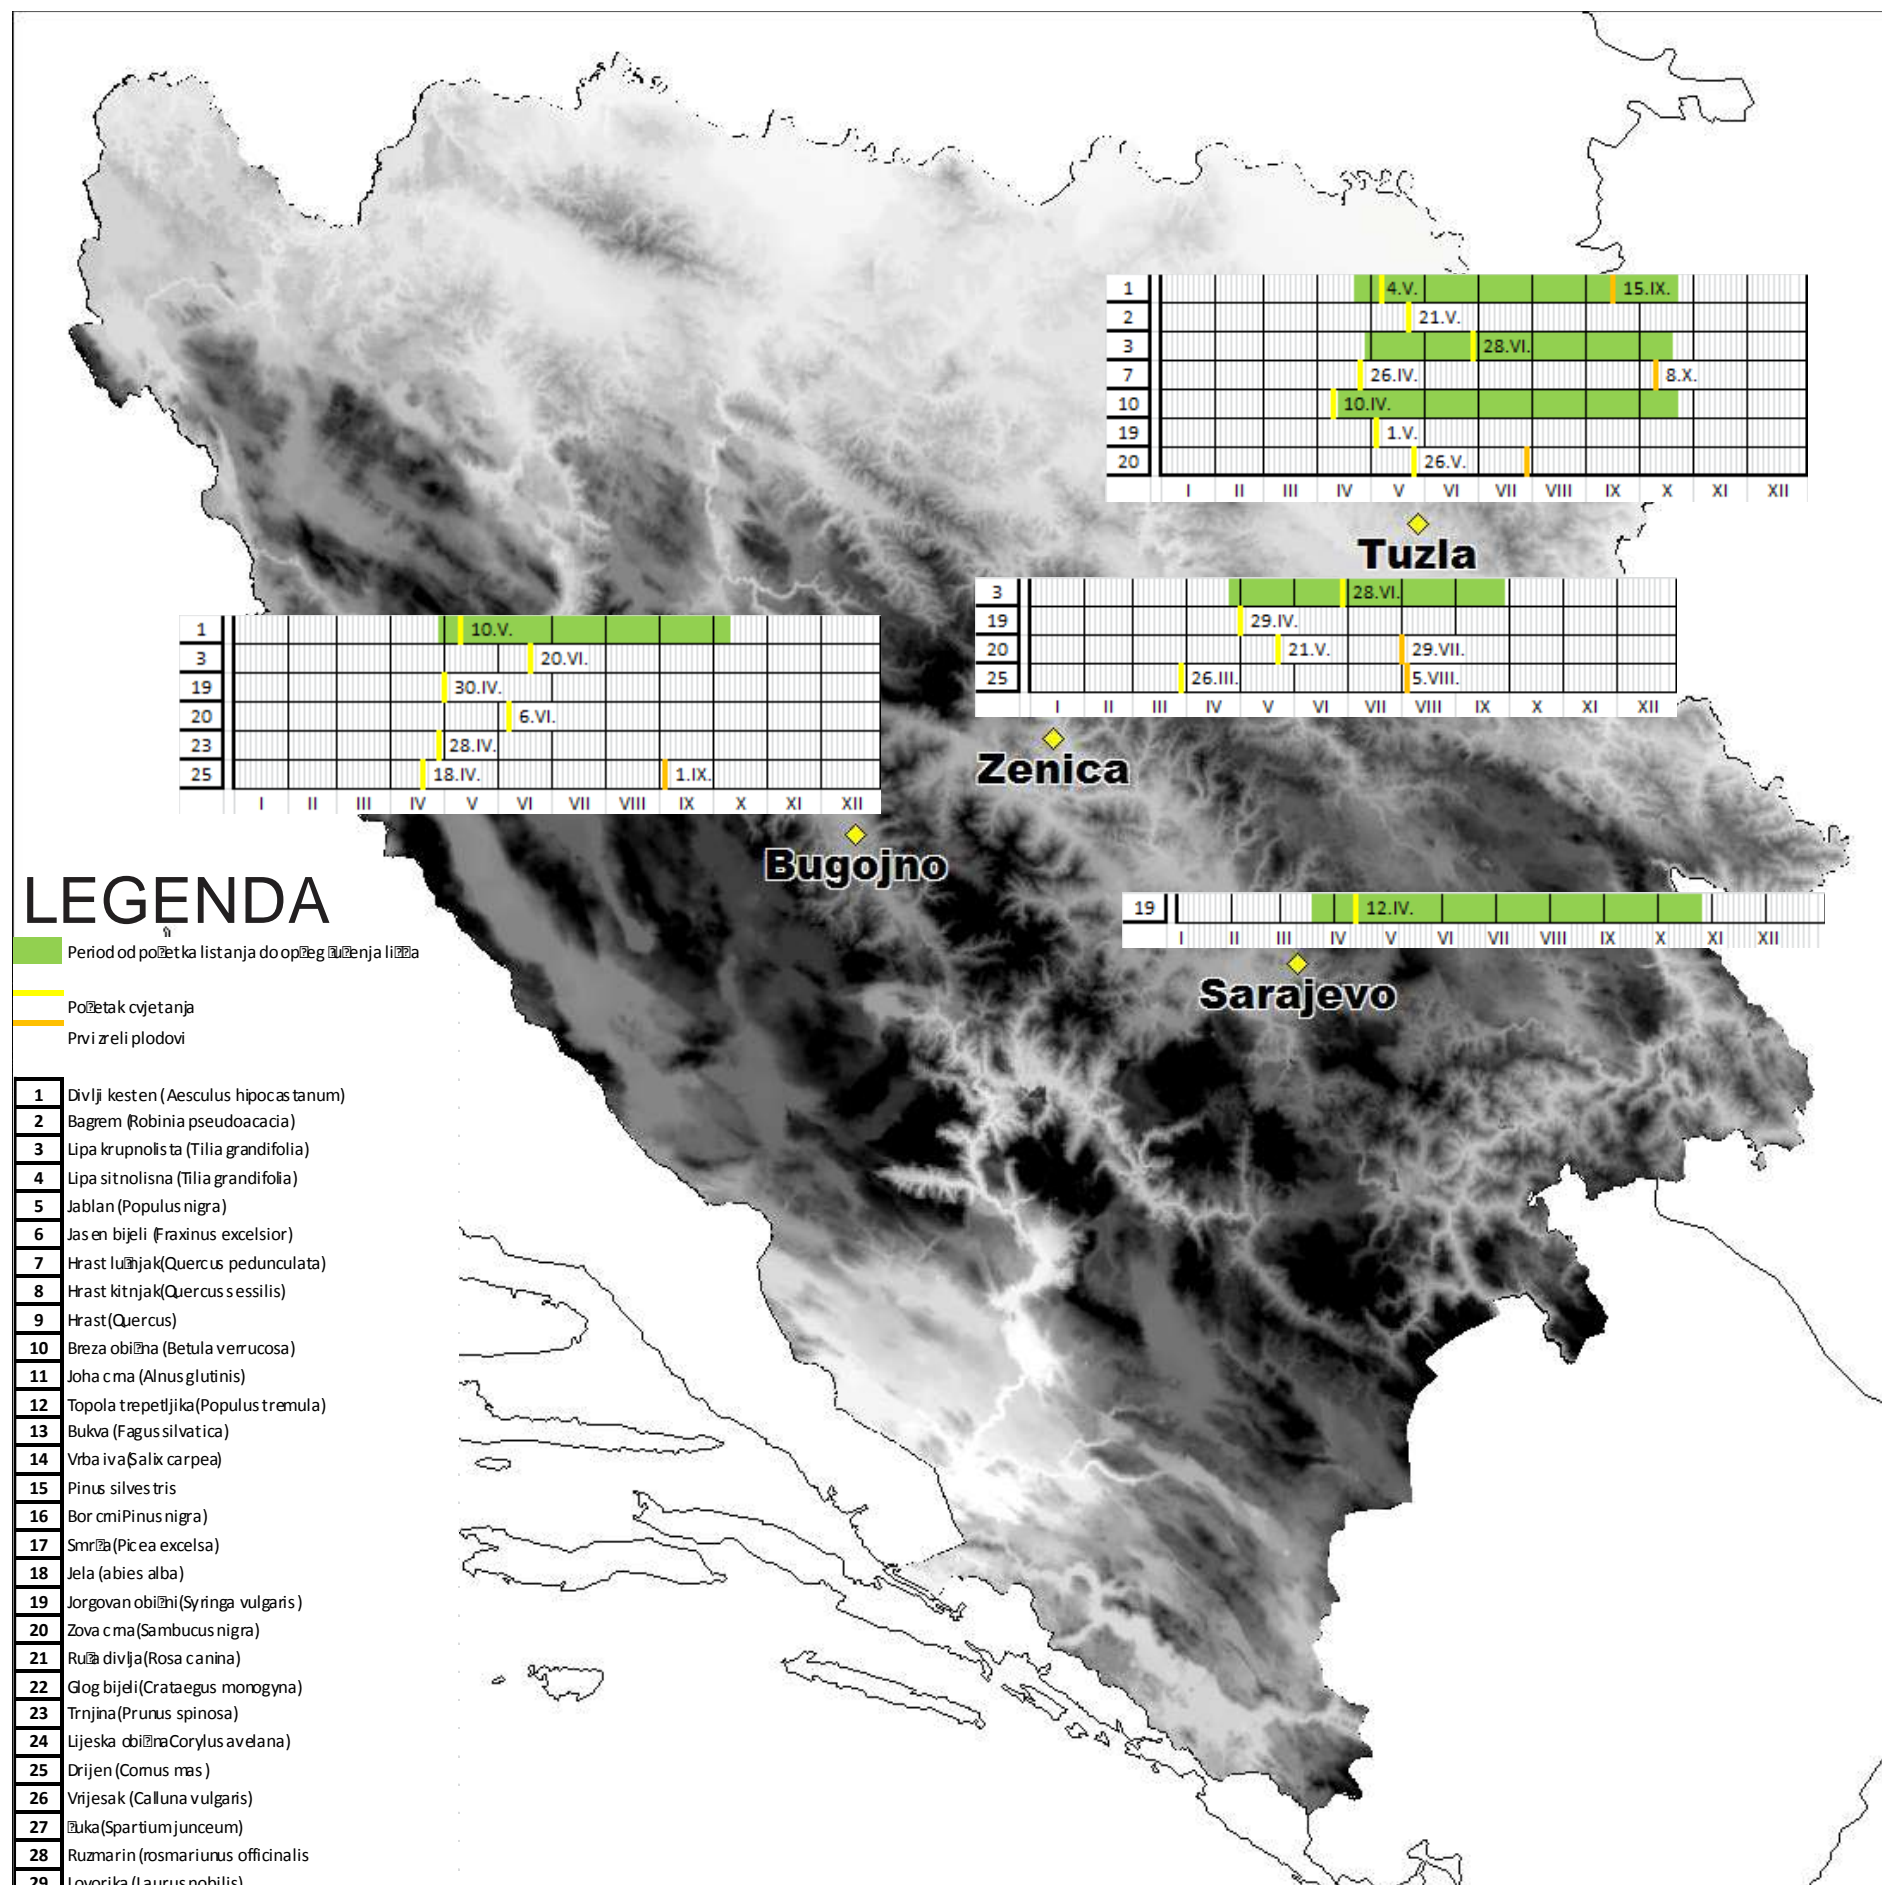 1 4.V. 15.IX.
2 21.V.
3 28.VI.
7 26.IV. 8.X.
10 10.IV.
19 1.V.
20 26.V.
I II III IV V VI VII VIII IX X XI XII
Tuzla
3 28.VI.
19 29.IV.
20 21.V. 29.VII.
25 26.III. 5.VIII.
I II III IV V VI VII VIII IX X XI XII
Zenica
1 10.V.
3 20.VI.
19 30.IV.
20 6.VI.
23 28.IV.
25 18.IV. 1.IX.
I II III IV V VI VII VIII IX X XI XII
Bugojno
19 12.IV.
I II III IV V VI VII VIII IX X XI XII
Sarajevo
LEGENDA
Period od listanja do
cvjetanja
Prvi zreli plodovi
1 Divlji kesten (Aesculus hipocastanum)
2 Bagrem (Robinia pseudoacacia)
3 Lipa krupnolista (Tilia grandifolia)
4 Lipa sitnolisna (Tilia grandifolia)
5 Jablan (Populus nigra)
6 Jasen bijeli (Fraxinus excelsior)
7 Hrast (Quercus pedunculata)
8 Hrast kitnjak(Quercus sessilis)
9 Hrast(Quercus)
10 Breza (Betula verrucosa)
11 Joha crna (Alnus glutinis)
12 Topola trepetljika(Populus tremula)
13 Bukva (Fagus silvatica)
14 Vrba iva(Salix carpea)
15 Pinus silvestris
16 Bor crniPinus nigra)
17 (Picea excelsa)
18 Jela (abies alba)
19 Jorgovan (Syringa vulgaris)
20 Zova crna(Sambucus nigra)
21 divlja(Rosa canina)
22 Glog bijeli(Crataegus monogyna)
23 Trnjina(Prunus spinosa)
24 Lijeska Corylus avelana)
25 Drijen (Cornus mas)
26 Vrijesak (Calluna vulgaris)
27 (Spartium junceum)
28 Ruzmarin (rosmariunus officinalis
29 Lovorika (Laurus nobilis)